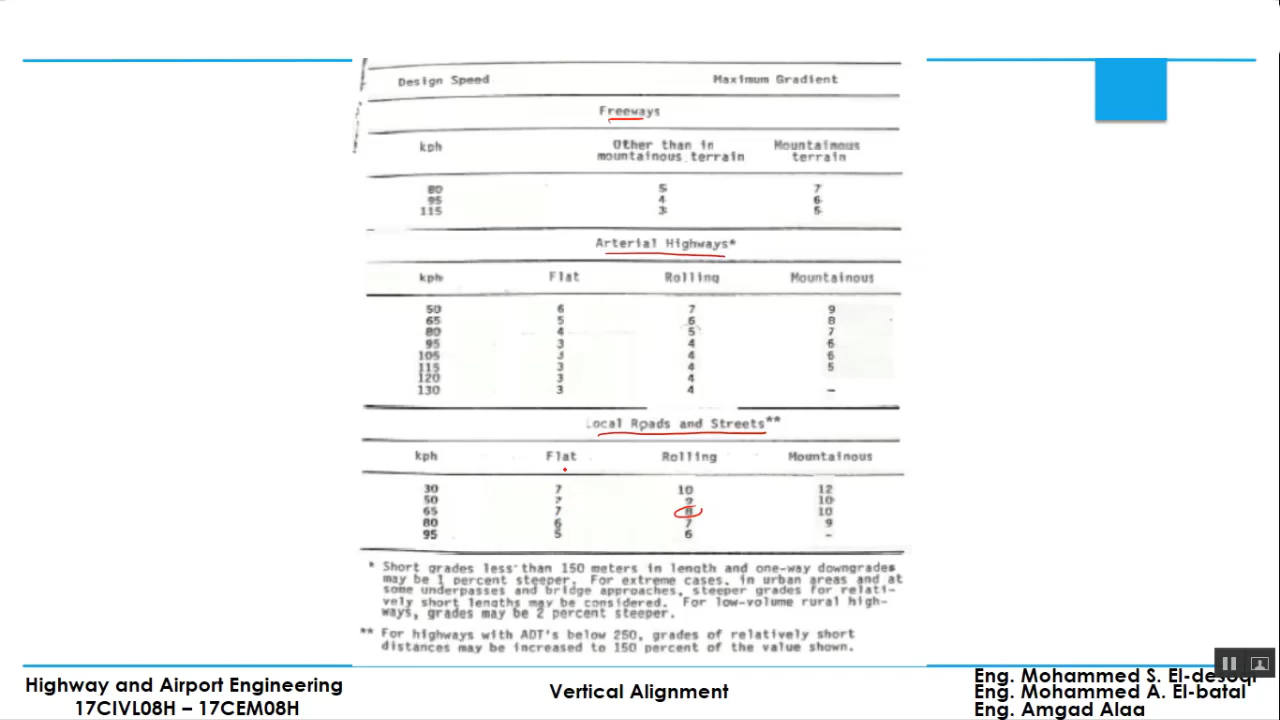 Design Speed Maximum Gradient
Freeways
kph Other than in mountainous terrain Mountainous terrain
80 5 7
95 4 6
115 3 5
Arterial Highways*
kph Flat Rolling Mountainous
50 6 7 9
65 5 6 8
80 4 5 7
95 3 4 6
105 3 4 6
115 3 4 5
120 3 4
130 3 4 –
Local Roads and Streets**
kph Flat Rolling Mountainous
30 7 10 12
50 7 9 10
65 7 8 10
80 6 7 9
95 5 6 –
* Short grades less than 150 meters in length and one-way downgrades
may be 1 percent steeper. For extreme cases, in urban areas and at
some underpasses and bridge approaches, steeper grades for relati-
vely short lengths may be considered. For low-volume rural high-
ways, grades may be 2 percent steeper.
** For highways with ADT's below 250, grades of relatively short
distances may be increased to 150 percent of the value shown.
Highway and Airport Engineering
17CIVL08H – 17CEM08H
Vertical Alignment
Eng. Mohammed S. El-desoqi
Eng. Mohammed A. El-batal
Eng. Amgad Alaa